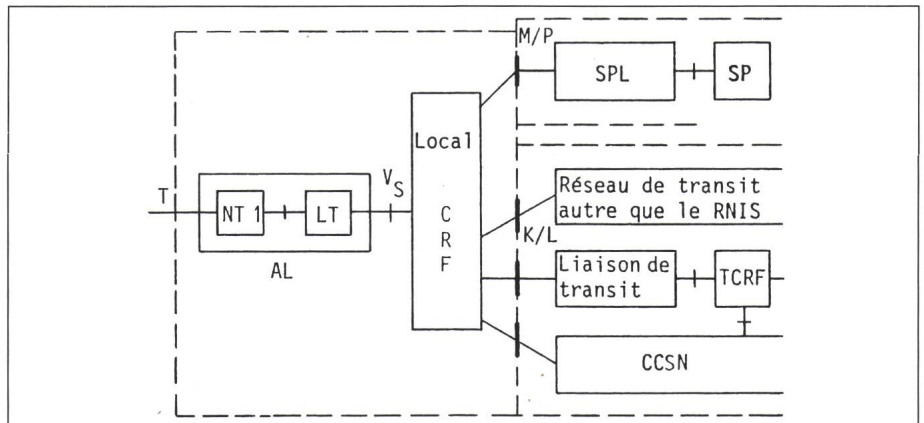 M/P
SPL
SP
Local
C
R
F
T
NT 1
LT
V
S
AL
Réseau de transit
autre que le RNIS
K/L
Liaison de
transit
TCRF
CCSN